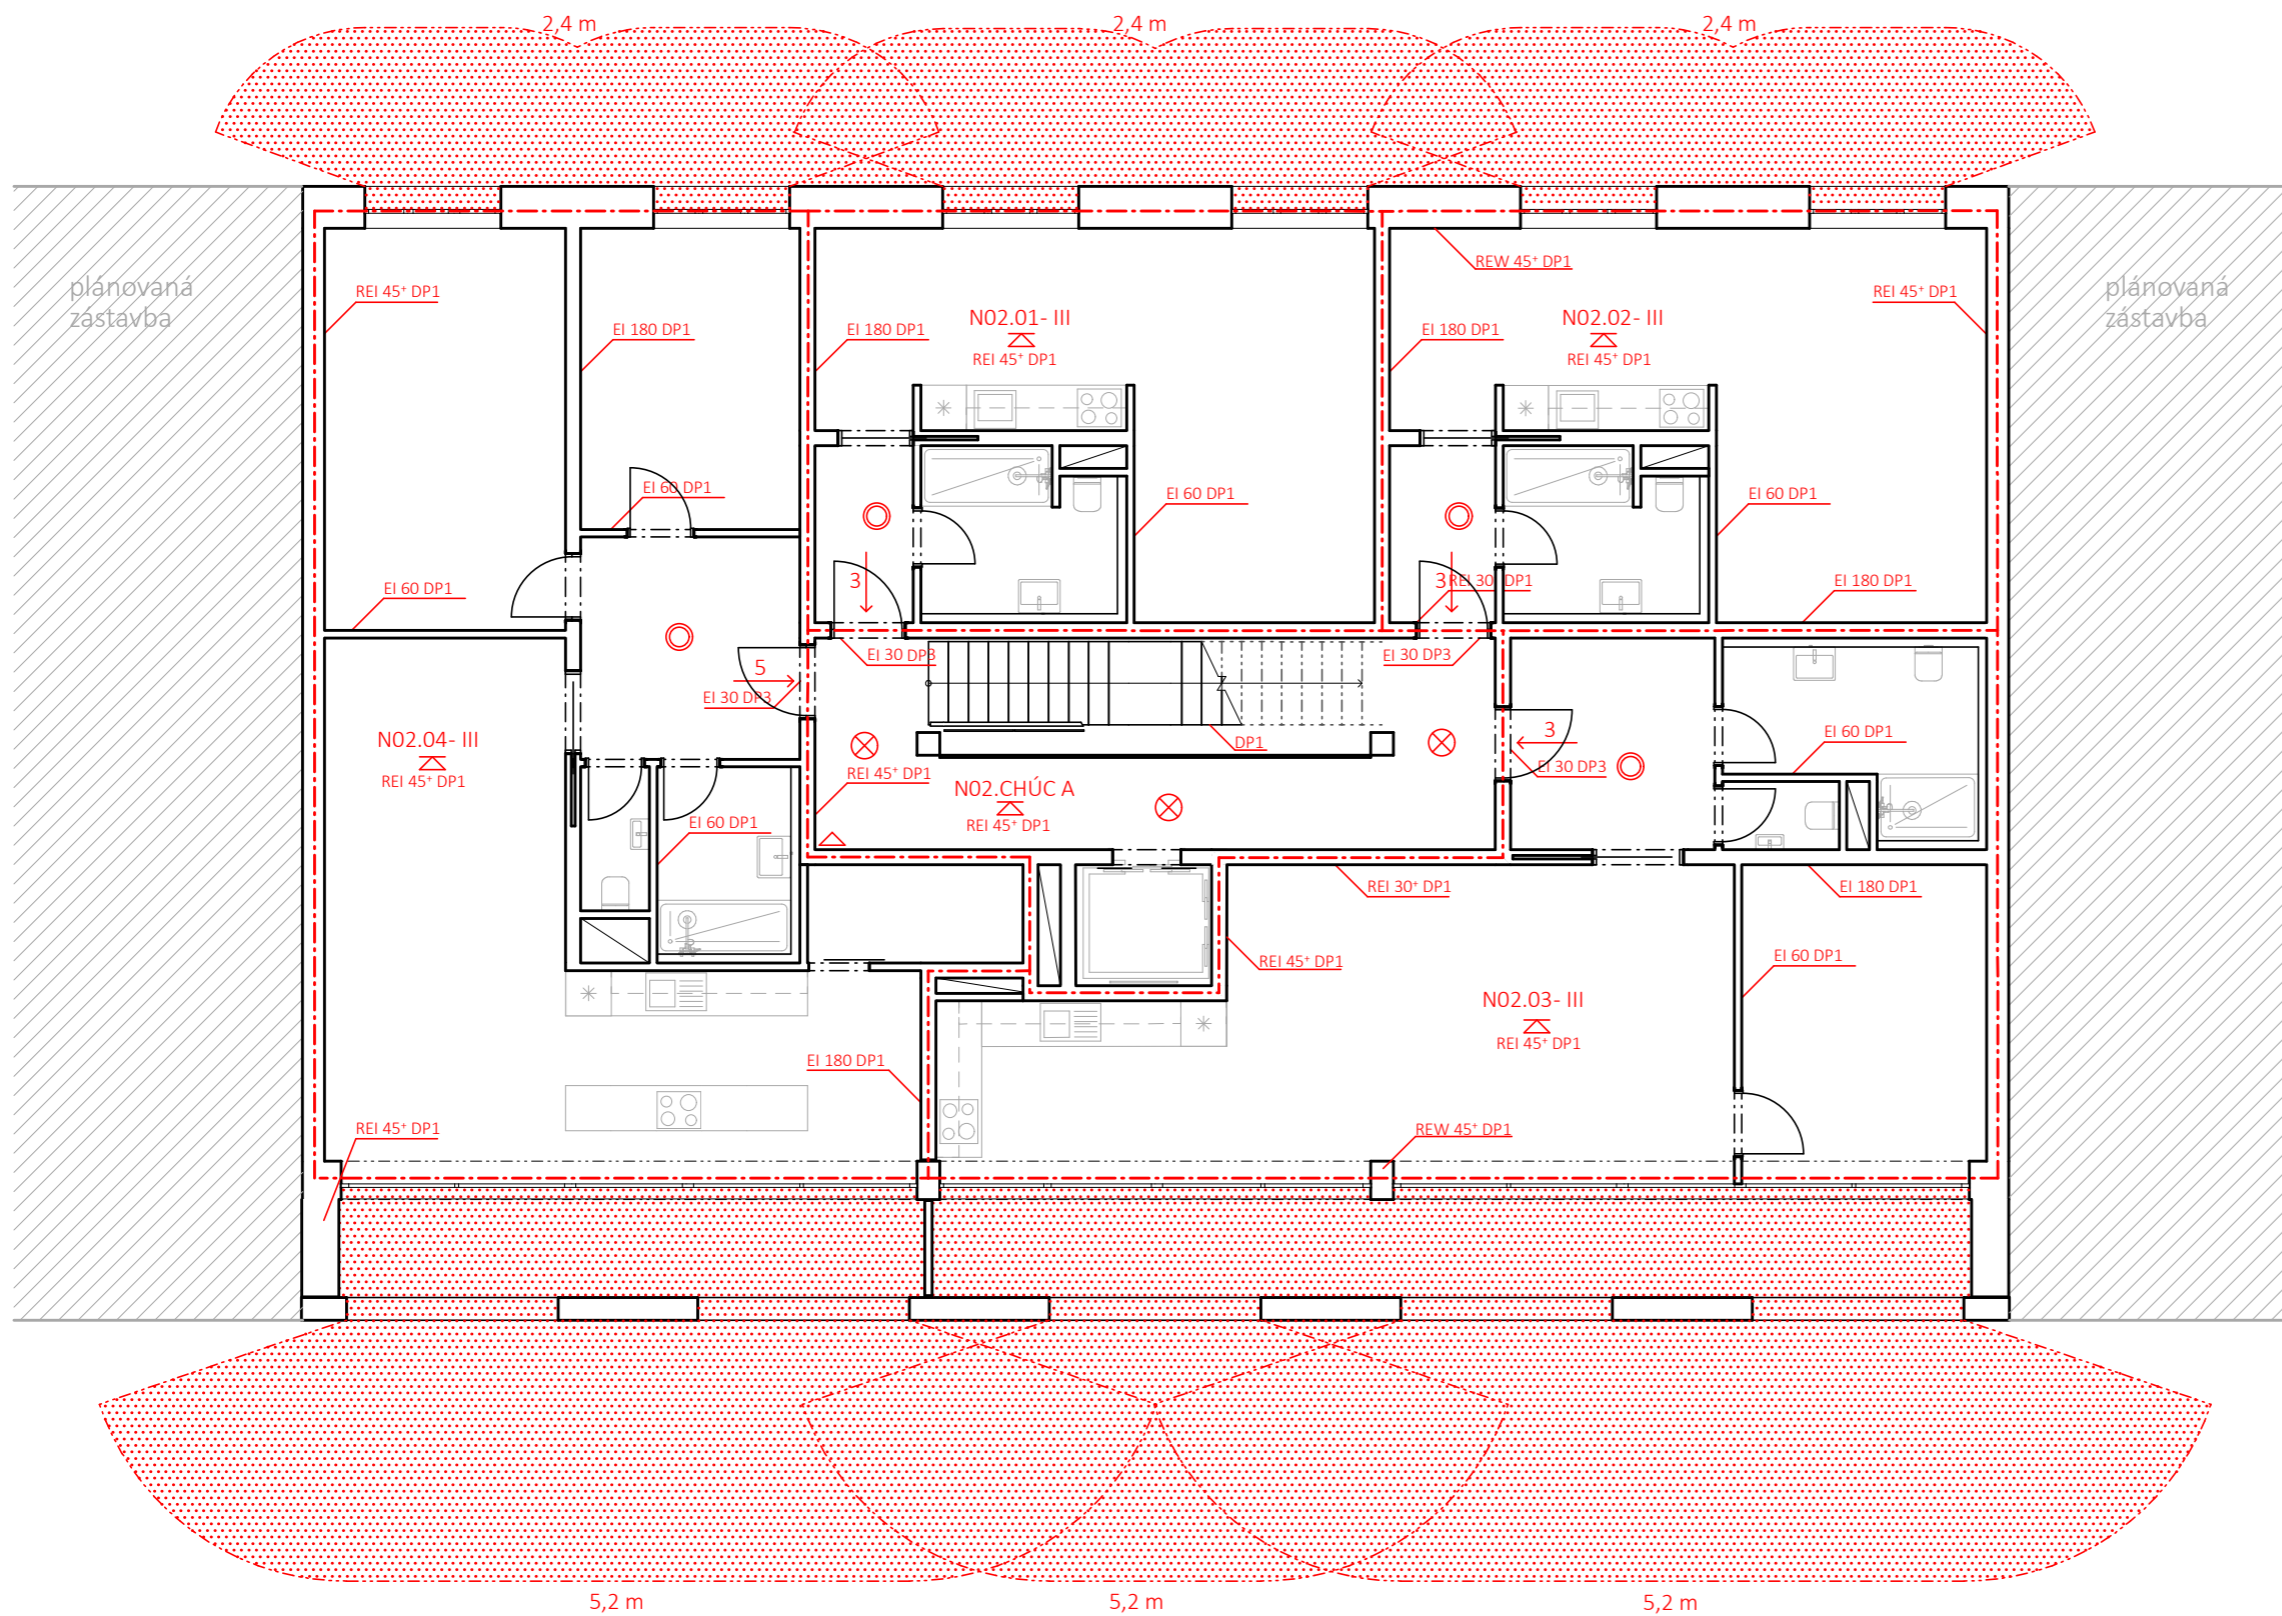 2,4 m
2,4 m
2,4 m
plánovaná
zástavba
plánovaná
zástavba
REI 45⁺ DP1
EI 180 DP1
EI 180 DP1
N02.01- III
REI 45⁺ DP1
REW 45⁺ DP1
EI 180 DP1
N02.02- III
REI 45⁺ DP1
REI 45⁺ DP1
EI 60 DP1
EI 60 DP1
EI 60 DP1
EI 60 DP1
3
3
REI 30⁺ DP1
EI 180 DP1
5
EI 30 DP3
EI 30 DP3
EI 30 DP3
3
EI 30 DP3
EI 60 DP1
N02.04- III
REI 45⁺ DP1
DP1
REI 45⁺ DP1
N02.CHÚC A
REI 45⁺ DP1
EI 60 DP1
REI 30⁺ DP1
EI 180 DP1
REI 45⁺ DP1
EI 60 DP1
N02.03- III
REI 45⁺ DP1
EI 180 DP1
REI 45⁺ DP1
REW 45⁺ DP1
5,2 m
5,2 m
5,2 m